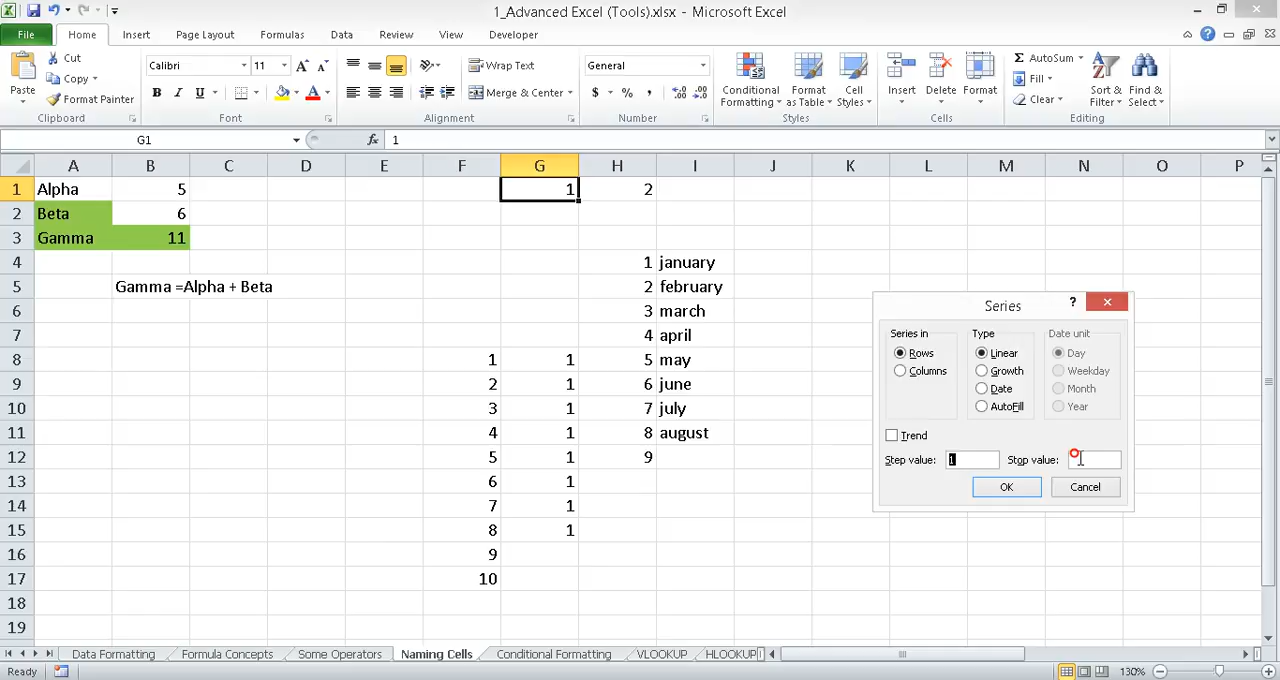 1_Advanced Excel (Tools).xlsx - Microsoft Excel
File Home Insert Page Layout Formulas Data Review View Developer
Paste Cut Copy Format Painter
Calibri 11
B I U A A A
Wrap Text
Merge & Center
General
$ % ,
Conditional Formatting
Format as Table
Cell Styles
Insert Delete Format
Σ AutoSum
Fill
Clear
Sort & Filter
Find & Select
Clipboard Font Alignment Number Styles Cells Editing
G1 fx 1
A B C D E F G H I J K L M N O P
1 Alpha 5 1 2
2 Beta 6
3 Gamma 11
4 1 january
5 Gamma =Alpha + Beta 2 february
6 3 march
7 4 april
8 1 1 5 may
9 2 1 6 june
10 3 1 7 july
11 4 1 8 august
12 5 1 9
13 6 1
14 7 1
15 8 1
16 9
17 10
18
19
Series ?
Series in Type Date unit
Rows Linear Day
Columns Growth Weekday
Date Month
AutoFill Year
Trend
Step value: 1 Stop value:
OK Cancel
Data Formatting Formula Concepts Some Operators Naming Cells Conditional Formatting VLOOKUP HLOOKUP
Ready 130%